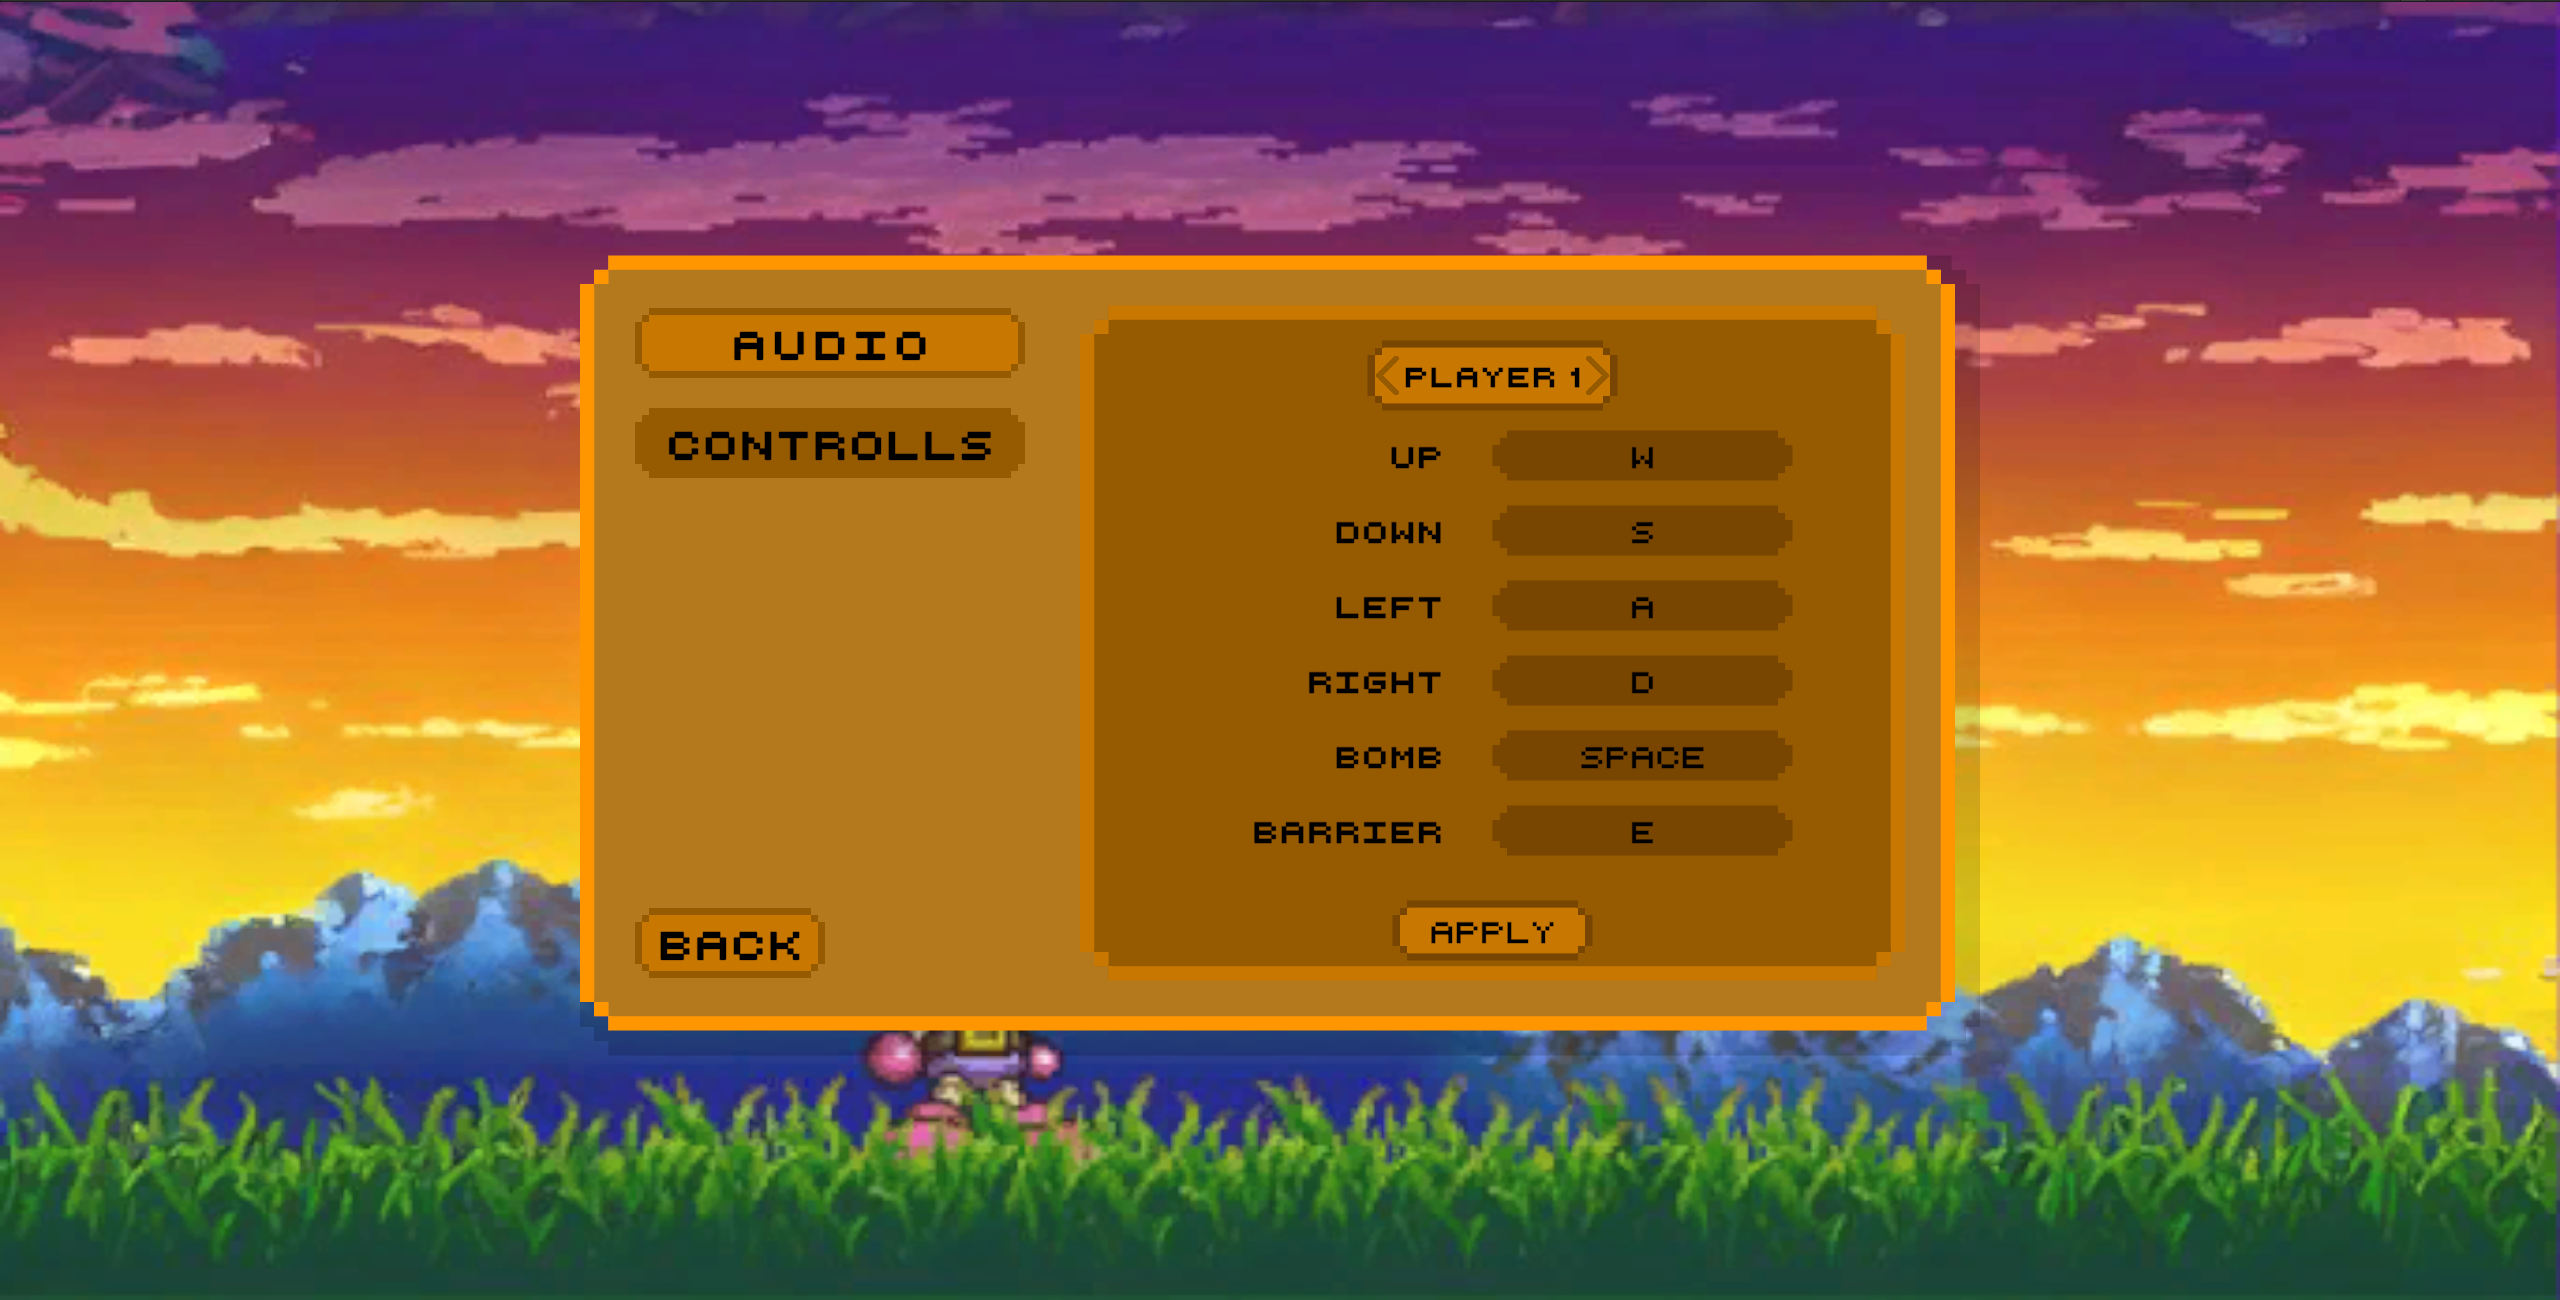 AUDIO
CONTROLLS
BACK
< PLAYER 1 >
UP W
DOWN S
LEFT A
RIGHT D
BOMB SPACE
BARRIER E
APPLY